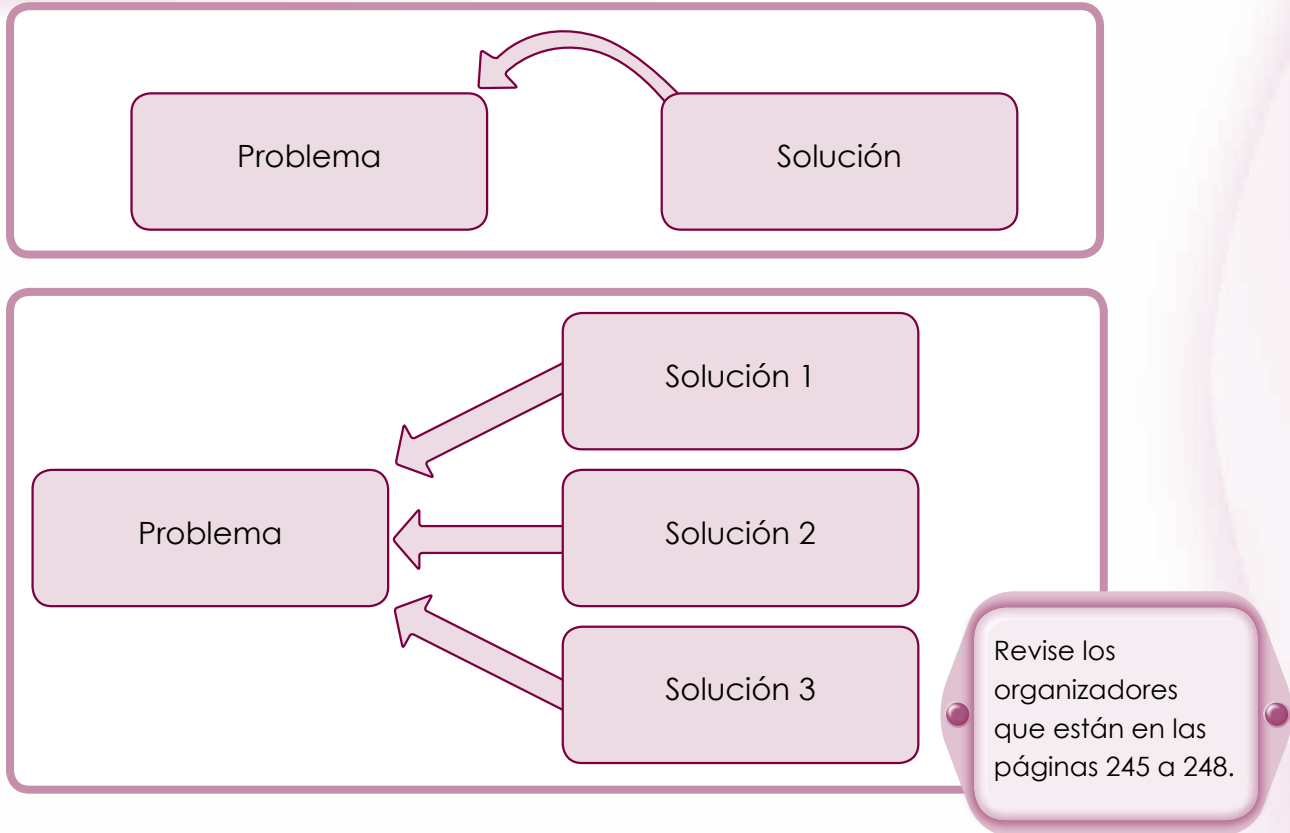 Problema
Solución
Solución 1
Problema
Solución 2
Solución 3
Revise los
organizadores
que están en las
páginas 245 a 248.